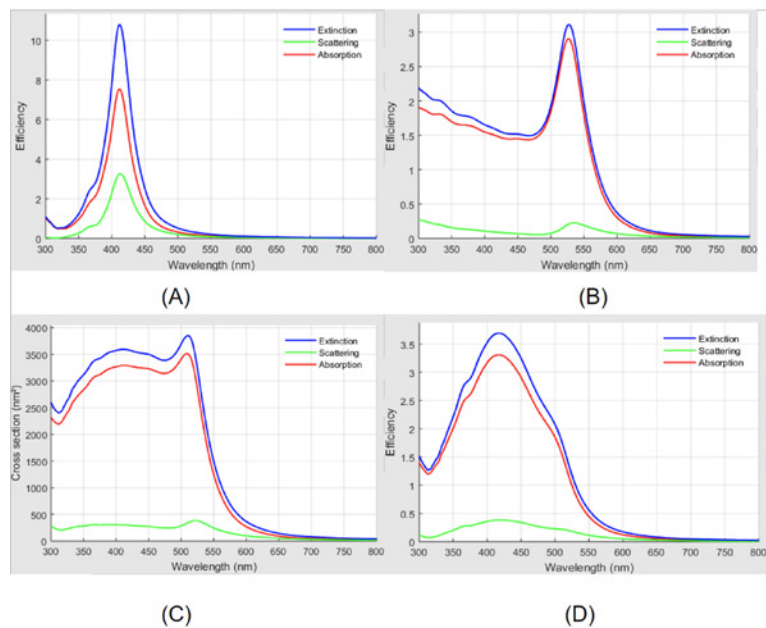 Extinction
Scattering
Absorption
10
8
6
4
2
0
Efficiency
300 350 400 450 500 550 600 650 700 750 800
Wavelength (nm)
(A)
Extinction
Scattering
Absorption
3
2.5
2
1.5
1
0.5
0
Efficiency
300 350 400 450 500 550 600 650 700 750 800
Wavelength (nm)
(B)
Extinction
Scattering
Absorption
4000
3500
3000
2500
2000
1500
1000
500
0
Cross section (nm²)
300 350 400 450 500 550 600 650 700 750 800
Wavelength (nm)
(C)
Extinction
Scattering
Absorption
3.5
3
2.5
2
1.5
1
0.5
0
Efficiency
300 350 400 450 500 550 600 650 700 750 800
Wavelength (nm)
(D)